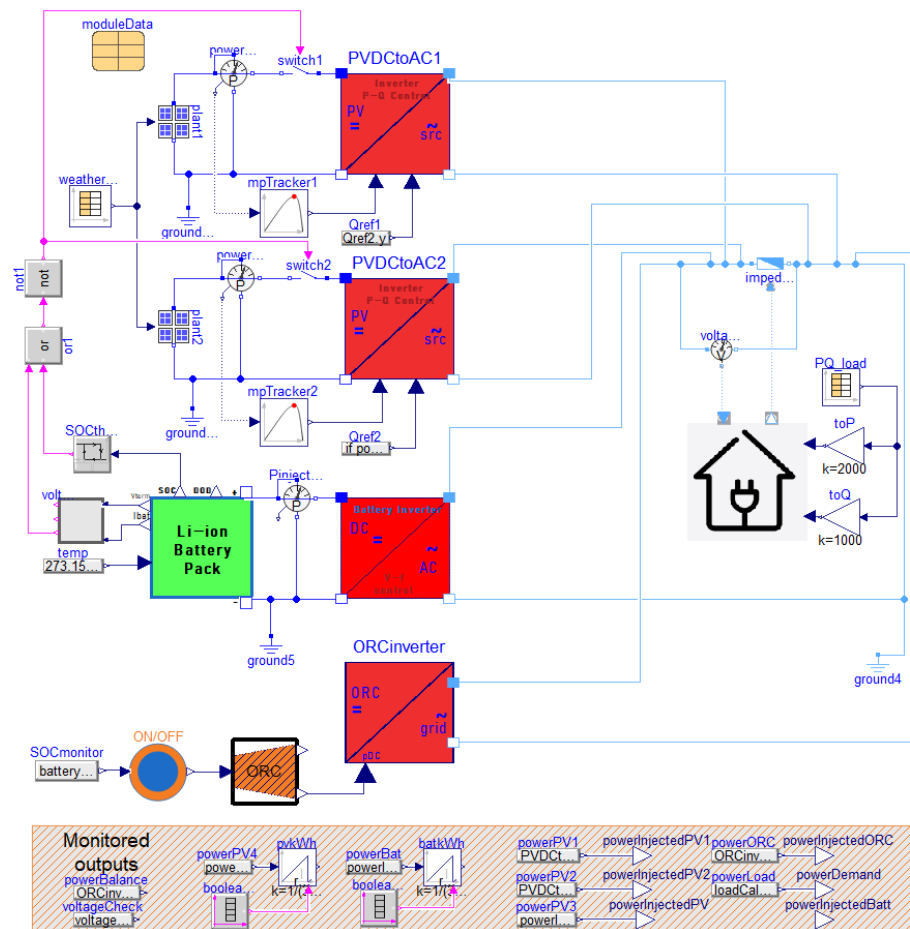 moduleData
power...
switch1
PVDCtoAC1
Inverter
P-Q Control
PV
=
~
src
P
plant1
weather...
mpTracker1
ground...
Qref1
Qref2.y
not1
not
power...
switch2
PVDCtoAC2
Inverter
P-Q Control
PV
=
~
src
P
plant2
imped...
volta...
PQ_load
or
or1
mpTracker2
ground...
Qref2
if po...
toP
k=2000
SOCth...
toQ
k=1000
SOC
DOD
Pinject...
P
volt...
Vterm
Ibat
+
-
Li-ion
Battery
Pack
Battery Inverter
DC
=
~
AC
V-f
control
temp
273.15...
ground5
ORCinverter
ORC
=
~
grid
pDC
ground4
SOCmonitor
battery...
ON/OFF
ORC
Monitored
outputs
powerBalance
ORCinv...
voltageCheck
voltage...
powerPV4
powe...
boolea...
pvkWh
k=1/(...
powerBat
powerI...
boolea...
batkWh
k=1/(...
powerPV1
PVDCt...
powerInjectedPV1
powerPV2
PVDCt...
powerInjectedPV2
powerPV3
powerI...
powerInjectedPV
powerORC
ORCinv...
powerInjectedORC
powerLoad
loadCal...
powerDemand
powerInjectedBatt